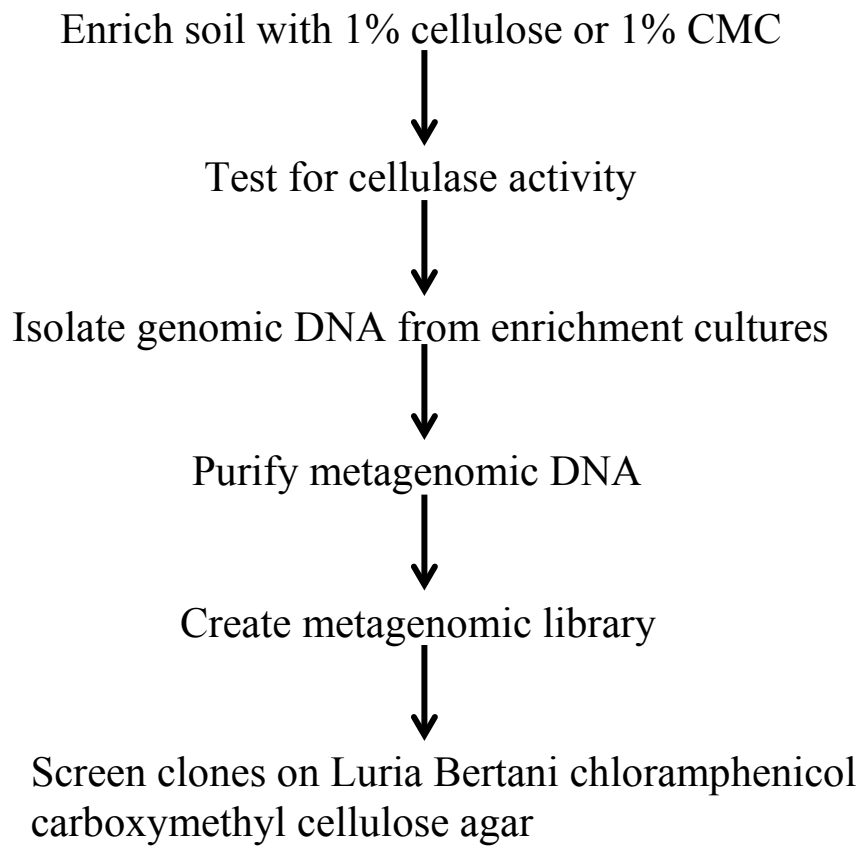 Enrich soil with 1% cellulose or 1% CMC
Test for cellulase activity
Isolate genomic DNA from enrichment cultures
Purify metagenomic DNA
Create metagenomic library
Screen clones on Luria Bertani chloramphenicol
carboxymethyl cellulose agar